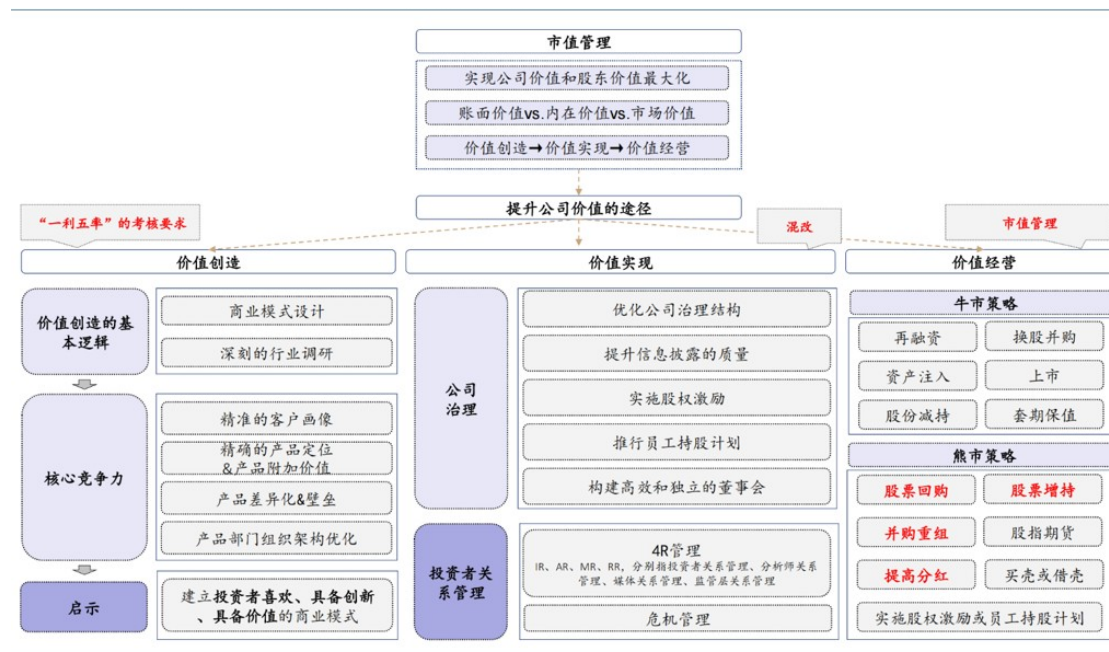 市值管理
实现公司价值和股东价值最大化
账面价值vs.内在价值vs.市场价值
价值创造→价值实现→价值经营
提升公司价值的途径
“一利五率”的考核要求
混改
市值管理
价值创造
价值创造的基
本逻辑
商业模式设计
深刻的行业调研
核心竞争力
精准的客户画像
精确的产品定位
&产品附加价值
产品差异化&壁垒
产品部门组织架构优化
启示
建立投资者喜欢、具备创新
、具备价值的商业模式
价值实现
公司
治理
优化公司治理结构
提升信息披露的质量
实施股权激励
推行员工持股计划
构建高效和独立的董事会
投资者关
系管理
4R管理
IR、AR、MR、RR，分别指投资者关系管理、分析师关系
管理、媒体关系管理、监管层关系管理
危机管理
价值经营
牛市策略
再融资
换股并购
资产注入
上市
股份减持
套期保值
熊市策略
股票回购
股票增持
并购重组
股指期货
提高分红
买壳或借壳
实施股权激励或员工持股计划